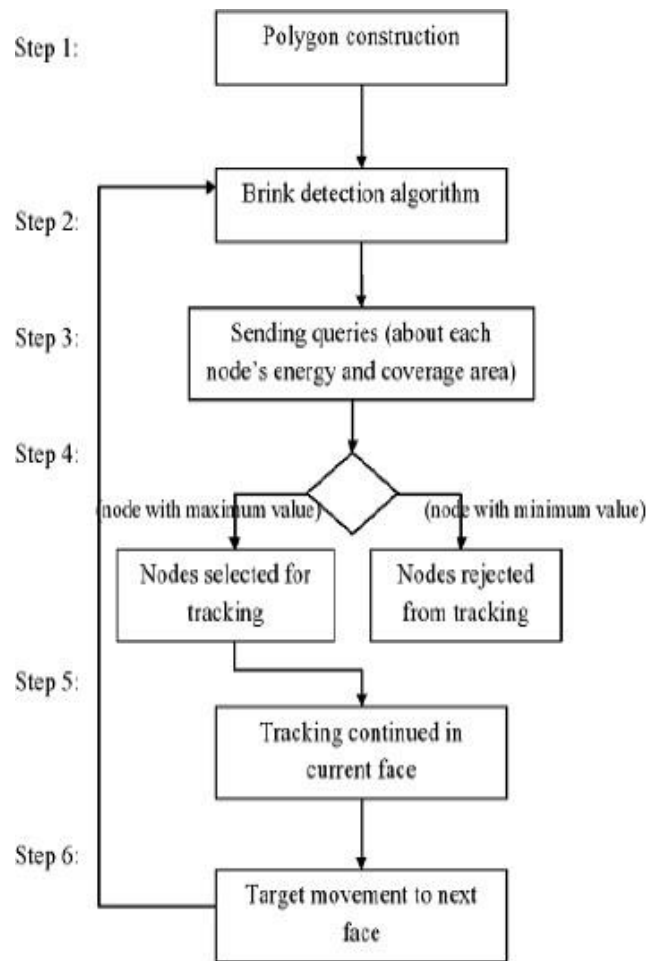 Step 1:
Polygon construction
Brink detection algorithm
Step 2:
Step 3:
Sending queries (about each
node's energy and coverage area)
Step 4:
(node with maximum value)
(node with minimum value)
Nodes selected for
tracking
Nodes rejected
from tracking
Step 5:
Tracking continued in
current face
Step 6:
Target movement to next
face